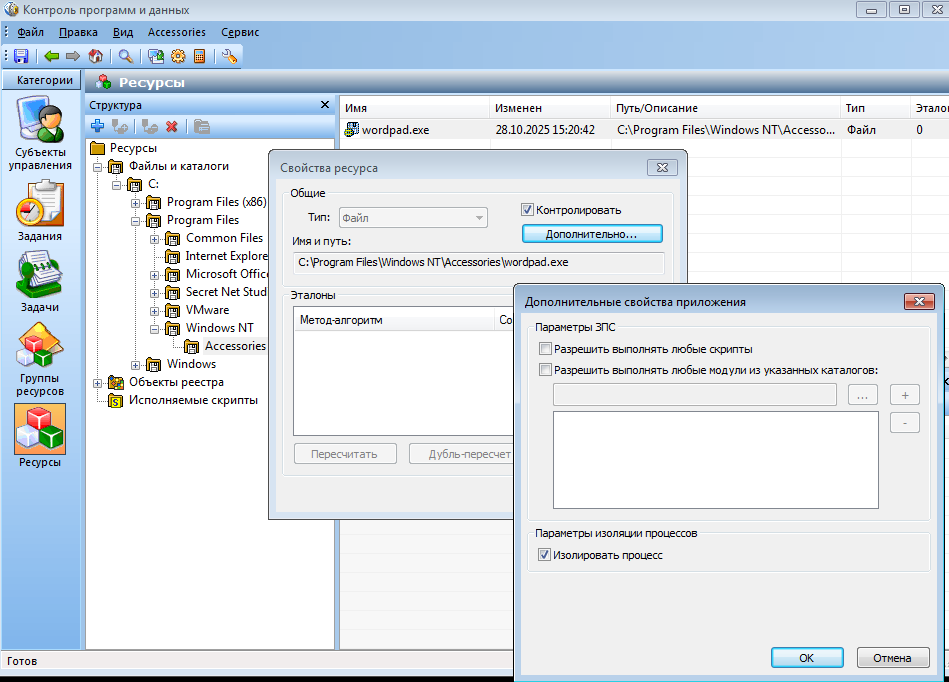 Контроль программ и данных
Файл Правка Вид Accessories Сервис
Категории
Ресурсы
Структура
Ресурсы
Файлы и каталоги
C:
Program Files (x86)
Program Files
Common Files
Internet Explore
Microsoft Offic
Secret Net Stud
VMware
Windows NT
Accessories
Windows
Объекты реестра
Исполняемые скрипты
Субъекты
управления
Задания
Задачи
Группы
ресурсов
Ресурсы
Имя Изменен Путь/Описание Тип Этало
wordpad.exe 28.10.2025 15:20:42 C:\Program Files\Windows NT\Accesso... Файл 0
Свойства ресурса
Общие
Тип: Файл
Контролировать
Дополнительно...
Имя и путь:
C:\Program Files\Windows NT\Accessories\wordpad.exe
Эталоны
Метод-алгоритм Со
Пересчитать Дубль-пересчет
Дополнительные свойства приложения
Параметры ЗПС
Разрешить выполнять любые скрипты
Разрешить выполнять любые модули из указанных каталогов:
... +
-
Параметры изоляции процессов
Изолировать процесс
OK Отмена
Готов